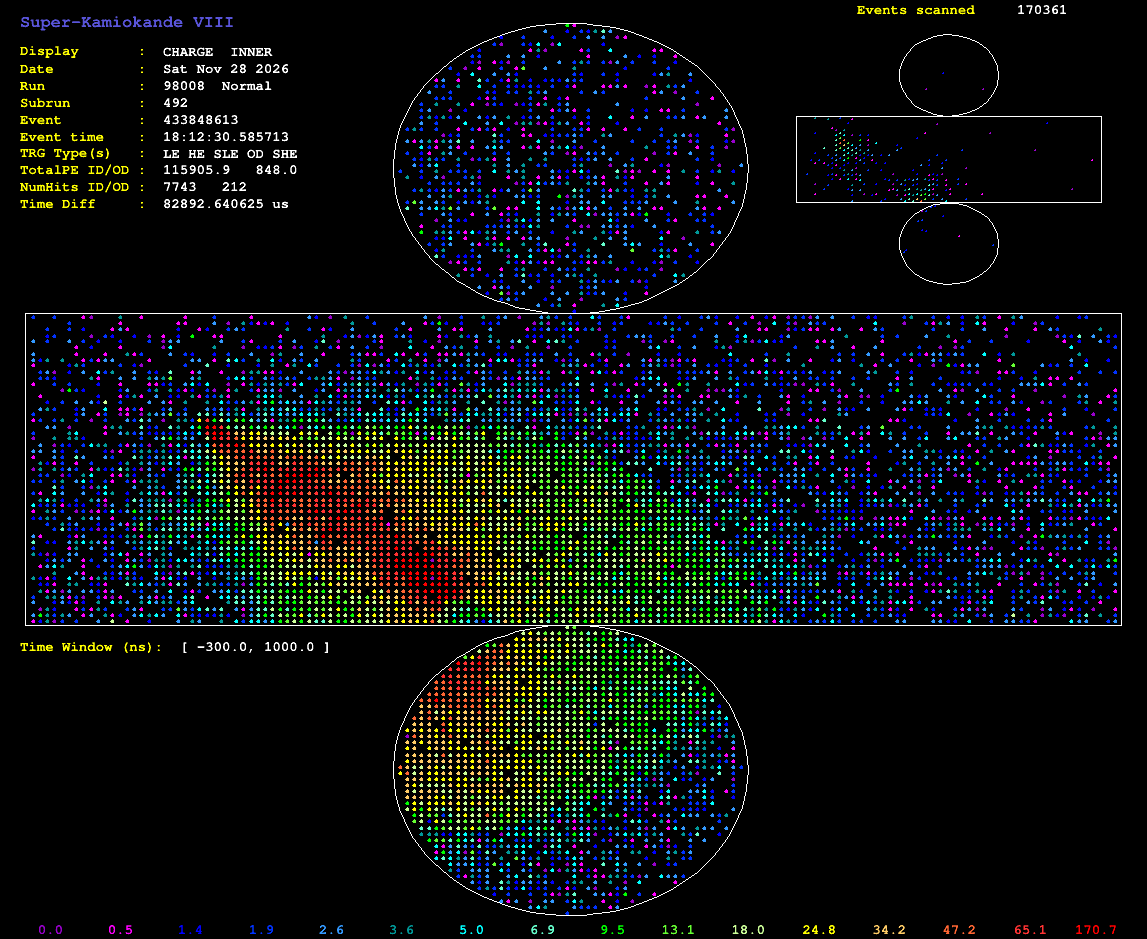 Super-Kamiokande VIII
Events scanned 170361
Display : CHARGE INNER
Date : Sat Nov 28 2026
Run : 98008 Normal
Subrun : 492
Event : 433848613
Event time : 18:12:30.585713
TRG Type(s) : LE HE SLE OD SHE
TotalPE ID/OD : 115905.9 848.0
NumHits ID/OD : 7743 212
Time Diff : 82892.640625 us
Time Window (ns): [ -300.0, 1000.0 ]
0.0 0.5 1.4 1.9 2.6 3.6 5.0 6.9 9.5 13.1 18.0 24.8 34.2 47.2 65.1 170.7